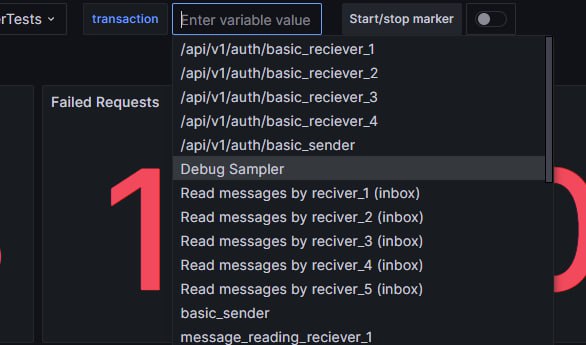 erTests
transaction
Enter variable value
Start/stop marker
/api/v1/auth/basic_reciever_1
/api/v1/auth/basic_reciever_2
/api/v1/auth/basic_reciever_3
/api/v1/auth/basic_reciever_4
/api/v1/auth/basic_sender
Failed Requests
Debug Sampler
Read messages by reciver_1 (inbox)
Read messages by reciver_2 (inbox)
Read messages by reciver_3 (inbox)
Read messages by reciver_4 (inbox)
Read messages by reciver_5 (inbox)
basic_sender
message_reading_reciever_1
1
0